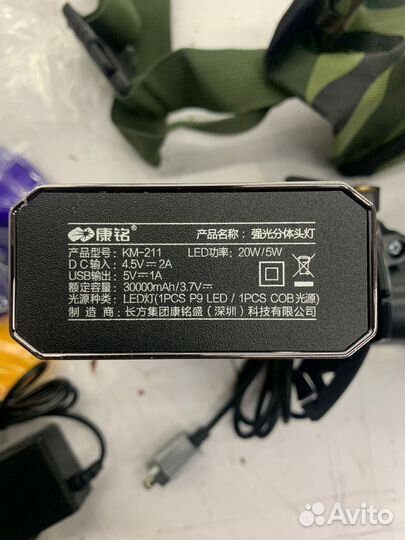 康铭 产品名称：强光分体头灯
产品型号：KM-211 LED功率：20W/5W
DC输入：4.5V⎓2A
USB输出：5V⎓1A
额定容量：30000mAh/3.7V⎓
光源种类：LED灯(1PCS P9 LED / 1PCS COB光源)
制造商：长方集团康铭盛（深圳）科技有限公司
Avito